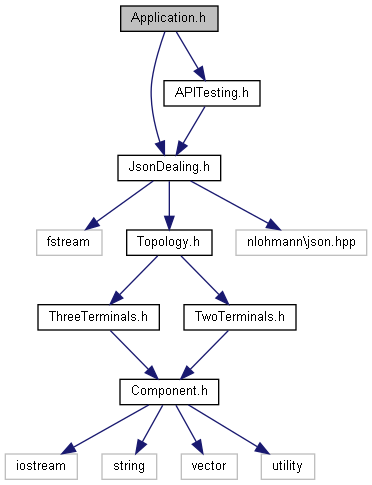 Application.h
APITesting.h
JsonDealing.h
fstream
Topology.h
nlohmann\json.hpp
ThreeTerminals.h
TwoTerminals.h
Component.h
iostream
string
vector
utility